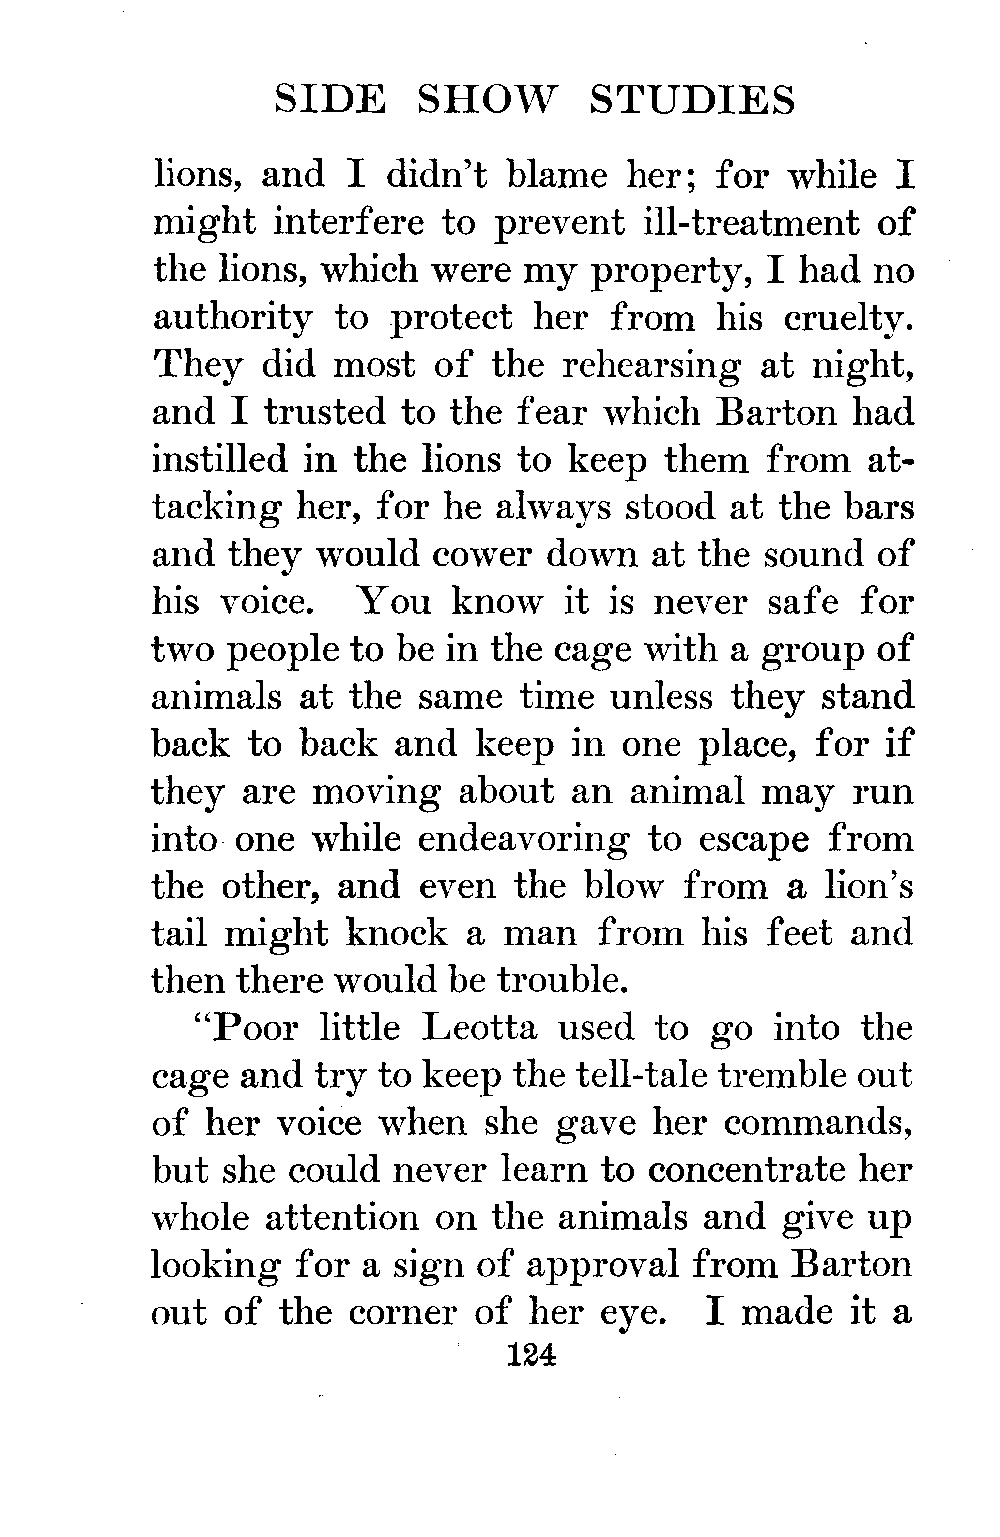 SIDE SHOW STUDIES
lions, and I didn't blame her; for while I
might interfere to prevent ill-treatment of
the lions, which were my property, I had no
authority to protect her from his cruelty.
They did most of the rehearsing at night,
and I trusted to the fear which Barton had
instilled in the lions to keep them from at-
tacking her, for he always stood at the bars
and they would cower down at the sound of
his voice. You know it is never safe for
two people to be in the cage with a group of
animals at the same time unless they stand
back to back and keep in one place, for if
they are moving about an animal may run
into one while endeavoring to escape from
the other, and even the blow from a lion's
tail might knock a man from his feet and
then there would be trouble.
"Poor little Leotta used to go into the
cage and try to keep the tell-tale tremble out
of her voice when she gave her commands,
but she could never learn to concentrate her
whole attention on the animals and give up
looking for a sign of approval from Barton
out of the corner of her eye. I made it a
124